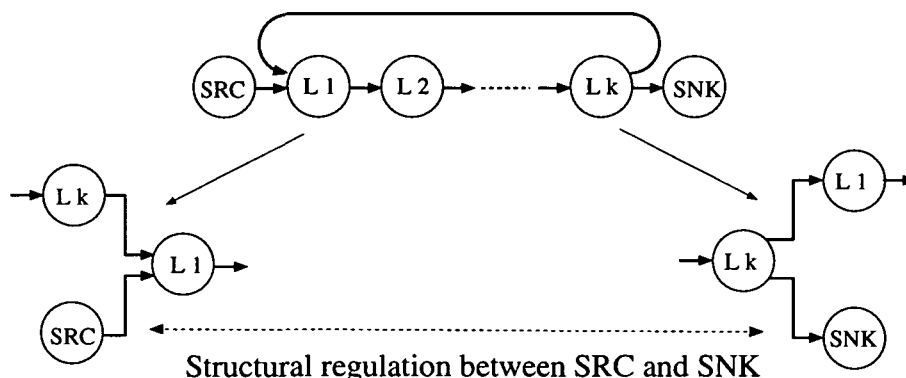 SRC L 1 L 2 L k SNK
L k L 1
L 1 L k
SRC SNK
Structural regulation between SRC and SNK